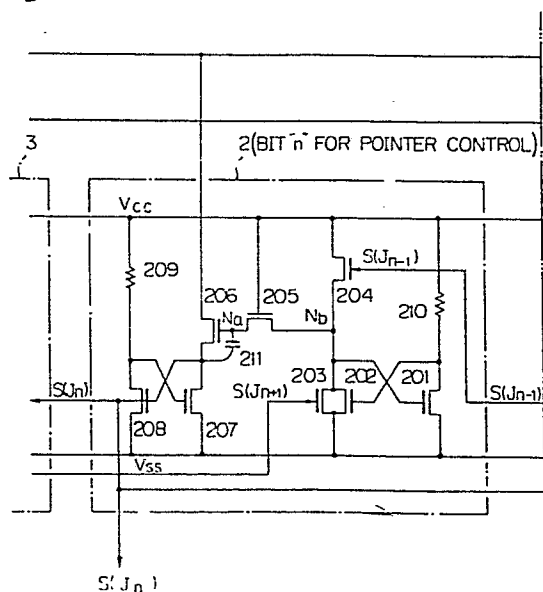 3
2(BIT "n" FOR POINTER CONTROL)
Vcc
209
206
205
Na
Nb
S(Jn-1)
204
210
211
S(Jn)
S(Jn+1)
203
202
201
S(Jn-1)
208
207
Vss
S(Jn)